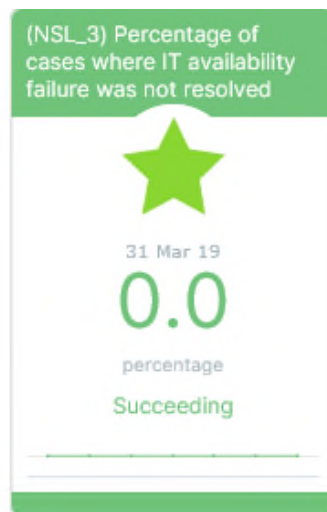 (NSL_3) Percentage of
cases where IT availability
failure was not resolved
31 Mar 19
0.0
percentage
Succeeding